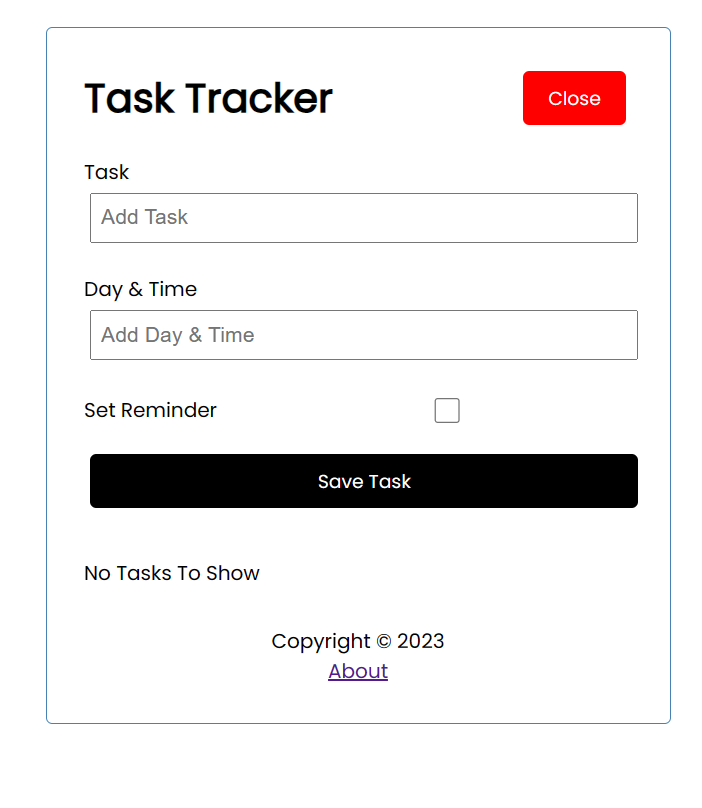 Task Tracker
Close
Task
Add Task
Day & Time
Add Day & Time
Set Reminder
Save Task
No Tasks To Show
Copyright © 2023
About